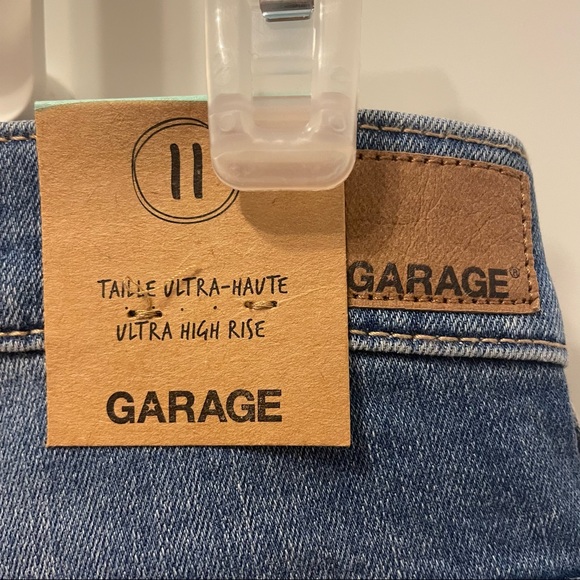 11
TAILLE ULTRA-HAUTE
ULTRA HIGH RISE
GARAGE
GARAGE®